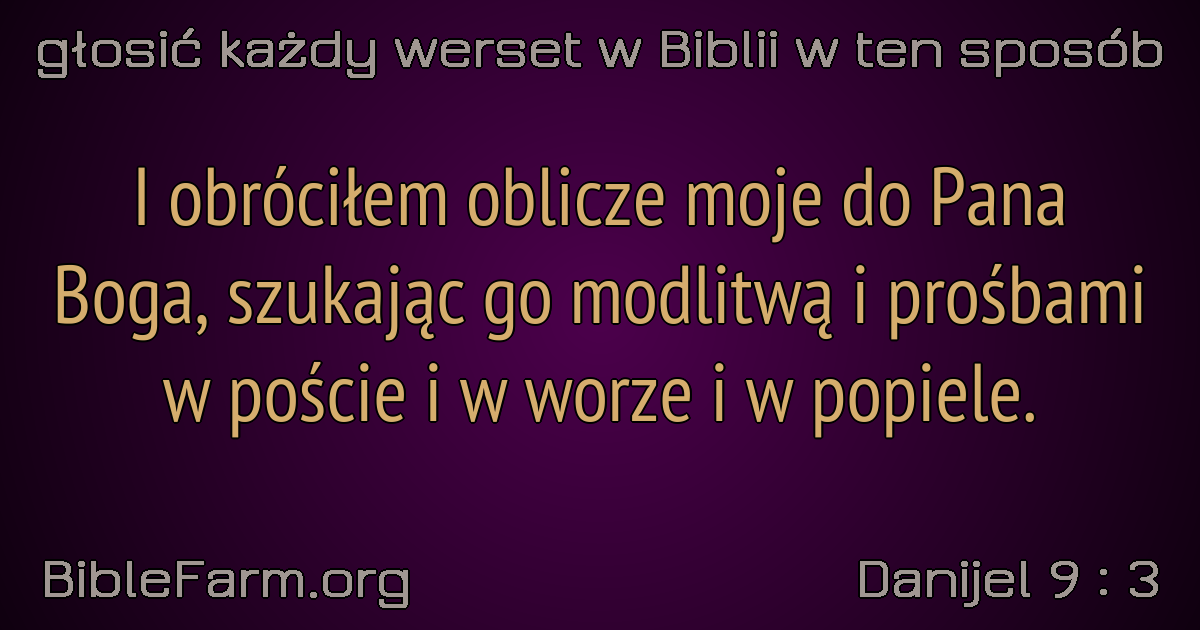 głosić każdy werset w Biblii w ten sposób
I obróciłem oblicze moje do Pana
Boga, szukając go modlitwą i prośbami
w poście i w worze i w popiele.
BibleFarm.org
Danijel 9 : 3